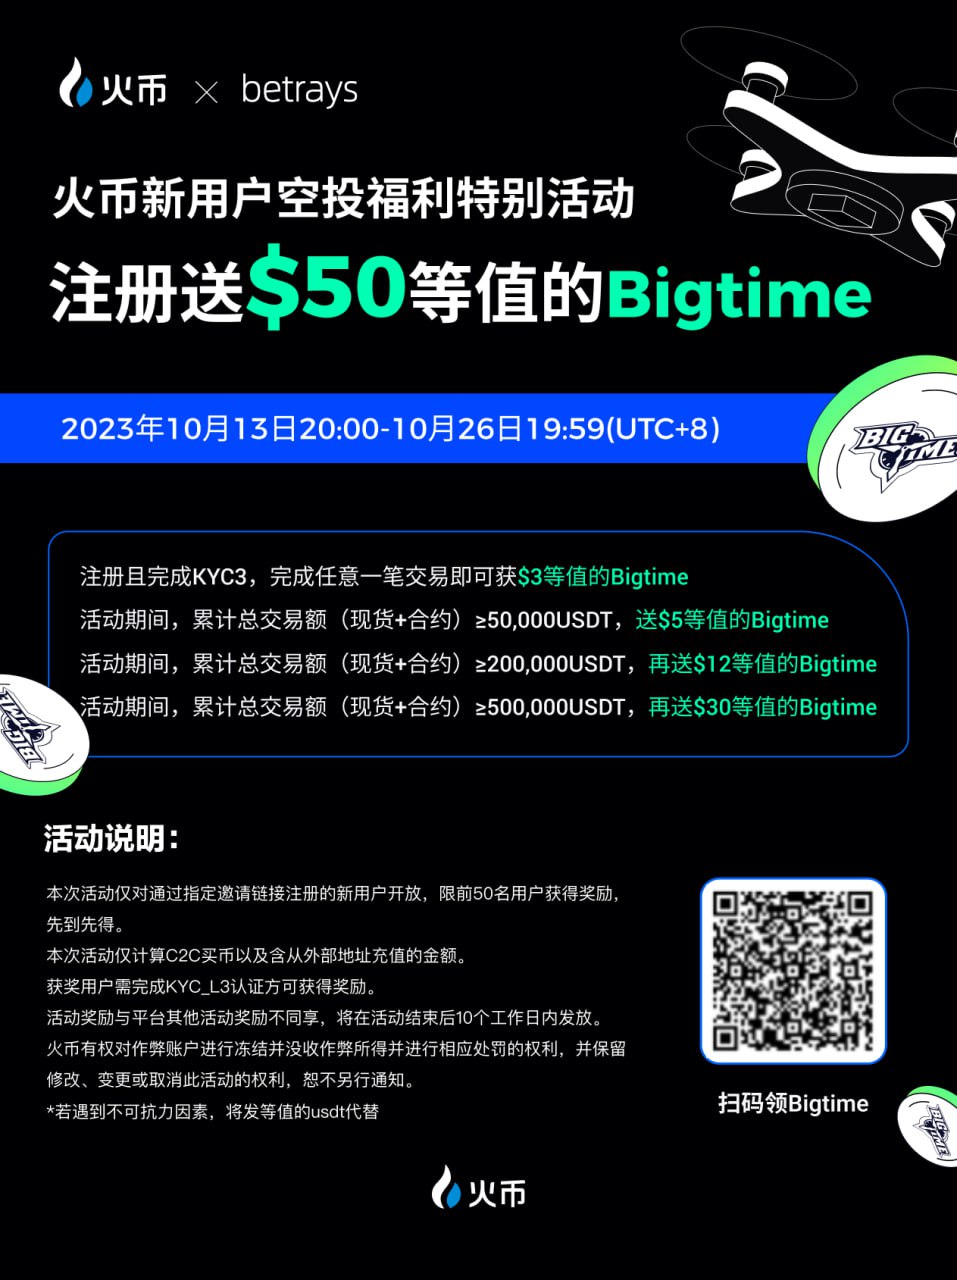 火币 × betrays
火币新用户空投福利特别活动
注册送$50等值的Bigtime
2023年10月13日20:00-10月26日19:59(UTC+8)
BIG TIME
注册且完成KYC3，完成任意一笔交易即可获$3等值的Bigtime
活动期间，累计总交易额（现货+合约）≥50,000USDT，送$5等值的Bigtime
活动期间，累计总交易额（现货+合约）≥200,000USDT，再送$12等值的Bigtime
活动期间，累计总交易额（现货+合约）≥500,000USDT，再送$30等值的Bigtime
BIG TIME
活动说明：
本次活动仅对通过指定邀请链接注册的新用户开放，限前50名用户获得奖励，
先到先得。
本次活动仅计算C2C买币以及含从外部地址充值的金额。
获奖用户需完成KYC_L3认证方可获得奖励。
活动奖励与平台其他活动奖励不同享，将在活动结束后10个工作日内发放。
火币有权对作弊账户进行冻结并没收作弊所得并进行相应处罚的权利，并保留
修改、变更或取消此活动的权利，恕不另行通知。
*若遇到不可抗力因素，将发等值的usdt代替
扫码领Bigtime
BIG TIME
火币